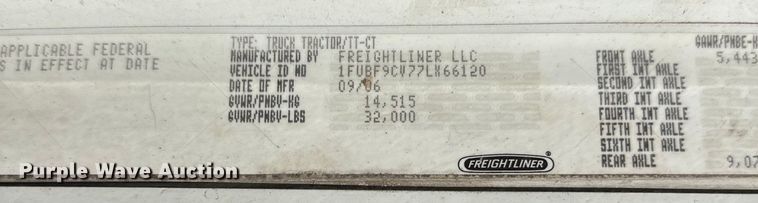 APPLICABLE FEDERAL
S IN EFFECT AT DATE
TYPE: TRUCK TRACTOR/TT-CT
MANUFACTURED BY FREIGHTLINER LLC
VEHICLE ID NO 1FUBF9CV77LX66120
DATE OF MFR 09/06
GVWR/PNBV-KG 14,515
GVWR/PNBV-LBS 32,000
GAWR/PNBE-K
FRONT AXLE 5,443
FIRST INT AXLE
SECOND INT AXLE
THIRD INT AXLE
FOURTH INT AXLE
FIFTH INT AXLE
SIXTH INT AXLE
REAR AXLE 9,07
FREIGHTLINER
Purple Wave Auction